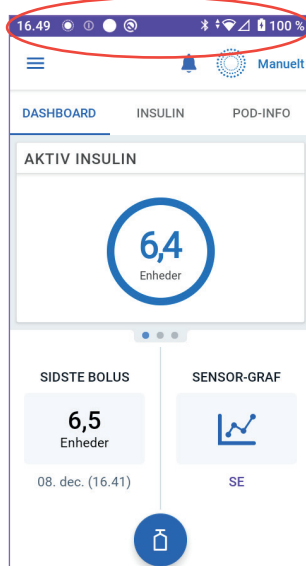 16.49 100 %
Manuelt
DASHBOARD INSULIN POD-INFO
AKTIV INSULIN
6,4
Enheder
SIDSTE BOLUS SENSOR-GRAF
6,5
Enheder
08. dec. (16.41) SE